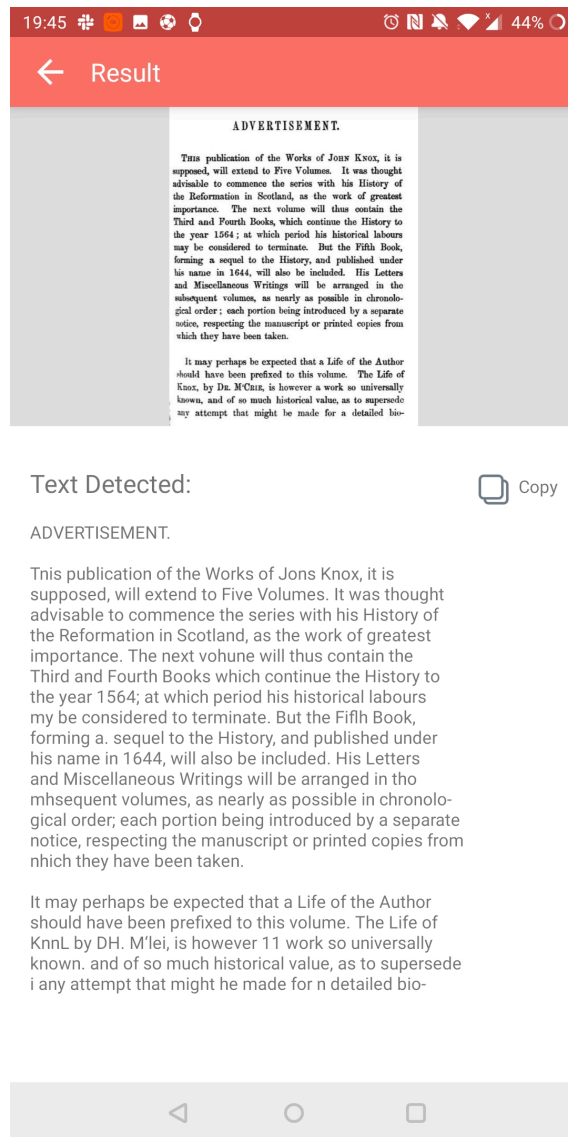 19:45
44%
Result
ADVERTISEMENT.
THIS publication of the Works of JOHN KNOX, it is
supposed, will extend to Five Volumes. It was thought
advisable to commence the series with his History of
the Reformation in Scotland, as the work of greatest
importance. The next volume will thus contain the
Third and Fourth Books, which continue the History to
the year 1564; at which period his historical labours
may be considered to terminate. But the Fifth Book,
forming a sequel to the History, and published under
his name in 1644, will also be included. His Letters
and Miscellaneous Writings will be arranged in the
subsequent volumes, as nearly as possible in chronolo-
gical order; each portion being introduced by a separate
notice, respecting the manuscript or printed copies from
which they have been taken.
It may perhaps be expected that a Life of the Author
should have been prefixed to this volume. The Life of
Knox, by DR. M‘CRIE, is however a work so universally
known, and of so much historical value, as to supersede
any attempt that might be made for a detailed bio-
Text Detected:
Copy
ADVERTISEMENT.
Tnis publication of the Works of Jons Knox, it is
supposed, will extend to Five Volumes. It was thought
advisable to commence the series with his History of
the Reformation in Scotland, as the work of greatest
importance. The next vohune will thus contain the
Third and Fourth Books which continue the History to
the year 1564; at which period his historical labours
my be considered to terminate. But the Fiflh Book,
forming a. sequel to the History, and published under
his name in 1644, will also be included. His Letters
and Miscellaneous Writings will be arranged in tho
mhsequent volumes, as nearly as possible in chronolo-
gical order; each portion being introduced by a separate
notice, respecting the manuscript or printed copies from
nhich they have been taken.
It may perhaps be expected that a Life of the Author
should have been prefixed to this volume. The Life of
KnnL by DH. M‘lei, is however 11 work so universally
known. and of so much historical value, as to supersede
i any attempt that might he made for n detailed bio-